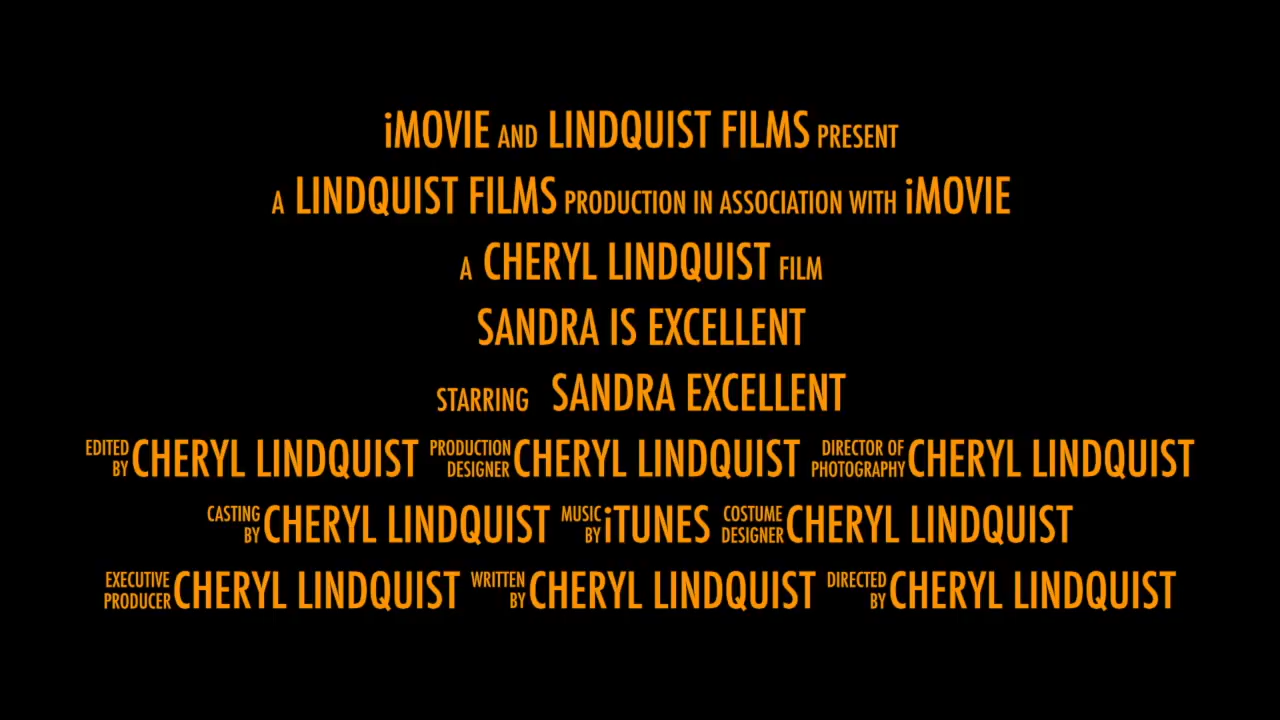 iMOVIE AND LINDQUIST FILMS PRESENT
A LINDQUIST FILMS PRODUCTION IN ASSOCIATION WITH iMOVIE
A CHERYL LINDQUIST FILM
SANDRA IS EXCELLENT
STARRING SANDRA EXCELLENT
EDITED BY CHERYL LINDQUIST PRODUCTION DESIGNER CHERYL LINDQUIST DIRECTOR OF PHOTOGRAPHY CHERYL LINDQUIST
CASTING BY CHERYL LINDQUIST MUSIC BY iTUNES COSTUME DESIGNER CHERYL LINDQUIST
EXECUTIVE PRODUCER CHERYL LINDQUIST WRITTEN BY CHERYL LINDQUIST DIRECTED BY CHERYL LINDQUIST